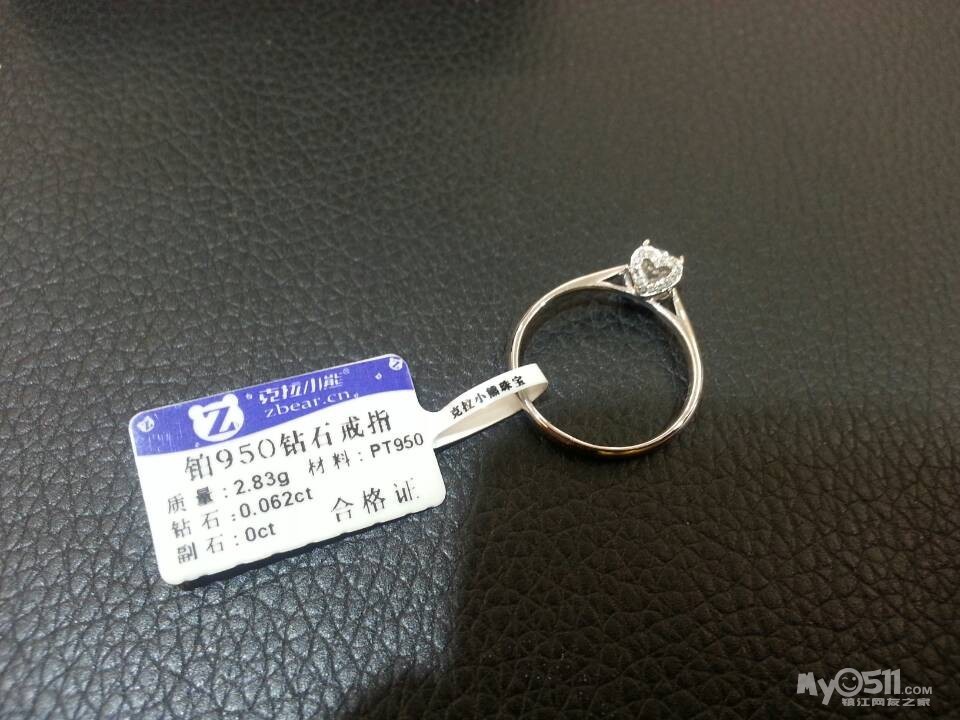 克拉小熊®
zbear.cn
铂950钻石戒指
质量:2.83g 材料:PT950
钻石:0.062ct
副石:0ct
合格证
克拉小熊珠宝
My0511.COM
镇江网友之家